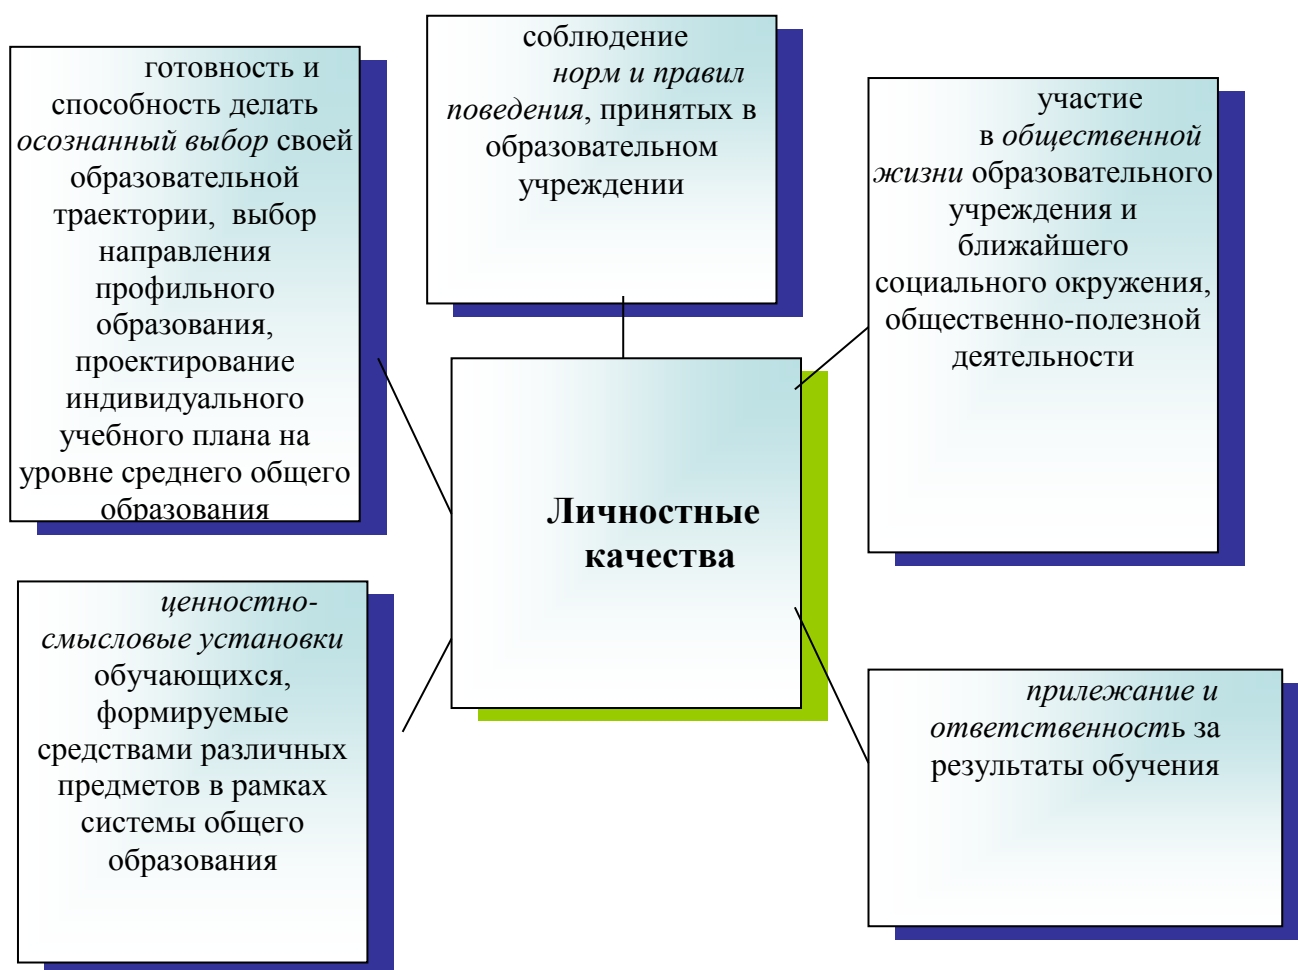 готовность и
способность делать
осознанный выбор своей
образовательной
траектории, выбор
направления
профильного
образования,
проектирование
индивидуального
учебного плана на
уровне среднего общего
образования
соблюдение
норм и правил
поведения, принятых в
образовательном
учреждении
участие
в общественной
жизни образовательного
учреждения и
ближайшего
социального окружения,
общественно-полезной
деятельности
Личностные
качества
ценностно-
смысловые установки
обучающихся,
формируемые
средствами различных
предметов в рамках
системы общего
образования
прилежание и
ответственность за
результаты обучения